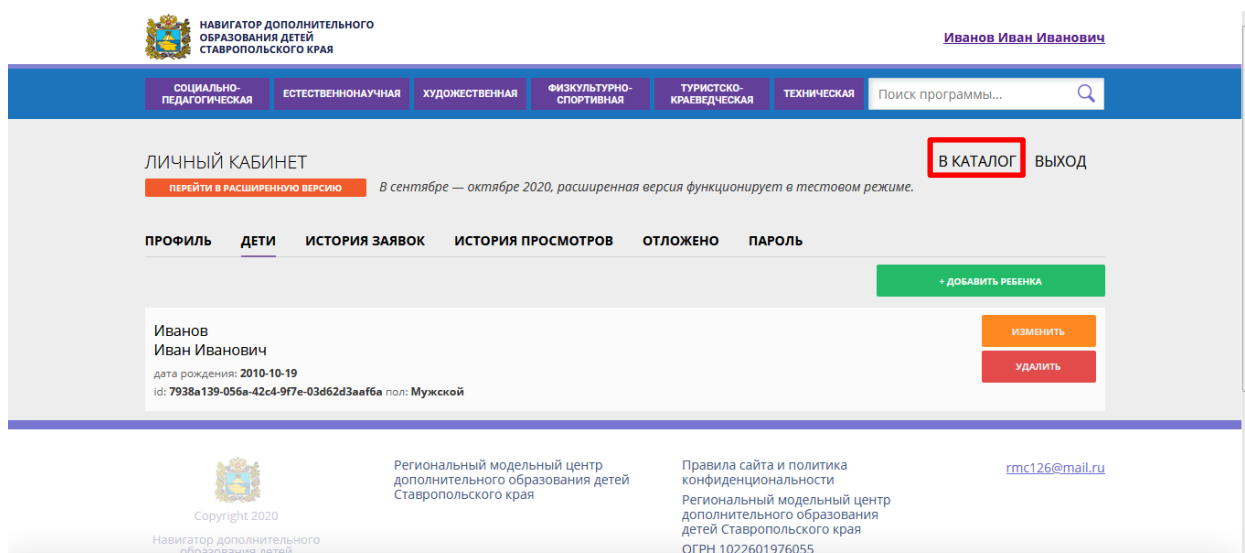 НАВИГАТОР ДОПОЛНИТЕЛЬНОГО
ОБРАЗОВАНИЯ ДЕТЕЙ
СТАВРОПОЛЬСКОГО КРАЯ
Иванов Иван Иванович
СОЦИАЛЬНО-
ПЕДАГОГИЧЕСКАЯ
ЕСТЕСТВЕННОНАУЧНАЯ
ХУДОЖЕСТВЕННАЯ
ФИЗКУЛЬТУРНО-
СПОРТИВНАЯ
ТУРИСТСКО-
КРАЕВЕДЧЕСКАЯ
ТЕХНИЧЕСКАЯ
Поиск программы...
ЛИЧНЫЙ КАБИНЕТ
В КАТАЛОГ ВЫХОД
ПЕРЕЙТИ В РАСШИРЕННУЮ ВЕРСИЮ
В сентябре — октябре 2020, расширенная версия функционирует в тестовом режиме.
ПРОФИЛЬ ДЕТИ ИСТОРИЯ ЗАЯВОК ИСТОРИЯ ПРОСМОТРОВ ОТЛОЖЕНО ПАРОЛЬ
+ ДОБАВИТЬ РЕБЕНКА
Иванов
Иван Иванович
дата рождения: 2010-10-19
id: 7938a139-056a-42c4-9f7e-03d62d3aaf6a пол: Мужской
ИЗМЕНИТЬ
УДАЛИТЬ
Copyright 2020
Навигатор дополнительного
образования детей
Региональный модельный центр
дополнительного образования детей
Ставропольского края
Правила сайта и политика
конфиденциональности
Региональный модельный центр
дополнительного образования
детей Ставропольского края
ОГРН 1022601976055
rmc126@mail.ru